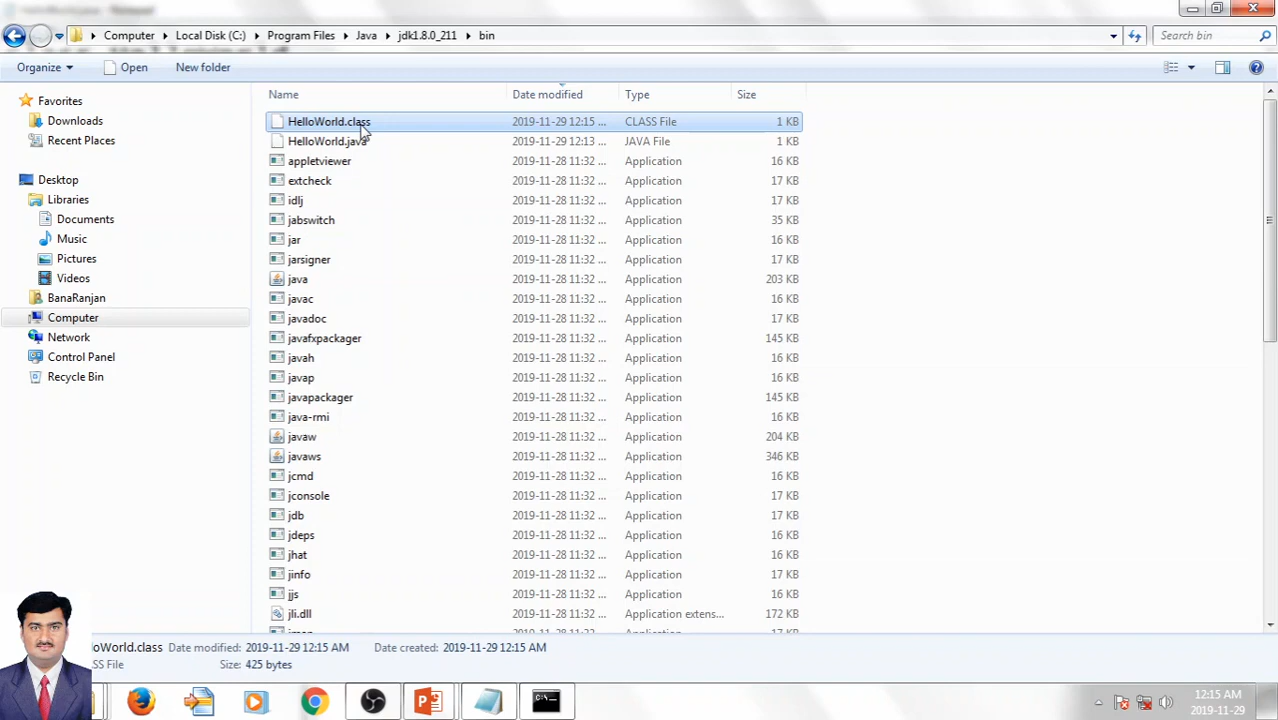 Computer Local Disk (C:) Program Files Java jdk1.8.0_211 bin Search bin
Organize Open New folder
Name Date modified Type Size
Favorites
Downloads
Recent Places
Desktop
Libraries
Documents
Music
Pictures
Videos
BanaRanjan
Computer
Network
Control Panel
Recycle Bin
HelloWorld.class 2019-11-29 12:15 ... CLASS File 1 KB
HelloWorld.java 2019-11-29 12:13 ... JAVA File 1 KB
appletviewer 2019-11-28 11:32 ... Application 17 KB
extcheck 2019-11-28 11:32 ... Application 17 KB
idlj 2019-11-28 11:32 ... Application 17 KB
jabswitch 2019-11-28 11:32 ... Application 35 KB
jar 2019-11-28 11:32 ... Application 16 KB
jarsigner 2019-11-28 11:32 ... Application 17 KB
java 2019-11-28 11:32 ... Application 203 KB
javac 2019-11-28 11:32 ... Application 16 KB
javadoc 2019-11-28 11:32 ... Application 17 KB
javafxpackager 2019-11-28 11:32 ... Application 145 KB
javah 2019-11-28 11:32 ... Application 16 KB
javap 2019-11-28 11:32 ... Application 16 KB
javapackager 2019-11-28 11:32 ... Application 145 KB
java-rmi 2019-11-28 11:32 ... Application 16 KB
javaw 2019-11-28 11:32 ... Application 204 KB
javaws 2019-11-28 11:32 ... Application 346 KB
jcmd 2019-11-28 11:32 ... Application 16 KB
jconsole 2019-11-28 11:32 ... Application 17 KB
jdb 2019-11-28 11:32 ... Application 17 KB
jdeps 2019-11-28 11:32 ... Application 16 KB
jhat 2019-11-28 11:32 ... Application 16 KB
jinfo 2019-11-28 11:32 ... Application 17 KB
jjs 2019-11-28 11:32 ... Application 16 KB
jli.dll 2019-11-28 11:32 ... Application extens... 172 KB
loWorld.class Date modified: 2019-11-29 12:15 AM Date created: 2019-11-29 12:15 AM
SS File Size: 425 bytes
12:15 AM
2019-11-29